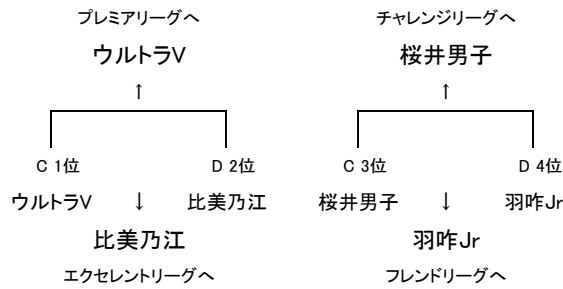 プレミアリーグへ チャレンジリーグへ
ウルトラV 桜井男子
↑ ↑
C 1位 D 2位 C 3位 D 4位
ウルトラV ↓ 比美乃江 桜井男子 ↓ 羽咋Jr
比美乃江 羽咋Jr
エクセレントリーグへ フレンドリーグへ